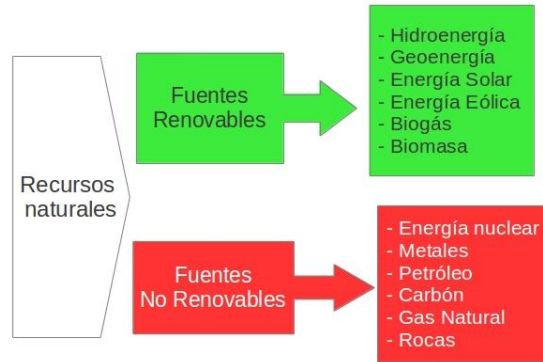 Recursos
naturales
Fuentes
Renovables
- Hidroenergía
- Geoenergía
- Energía Solar
- Energía Eólica
- Biogás
- Biomasa
Fuentes
No Renovables
- Energía nuclear
- Metales
- Petróleo
- Carbón
- Gas Natural
- Rocas